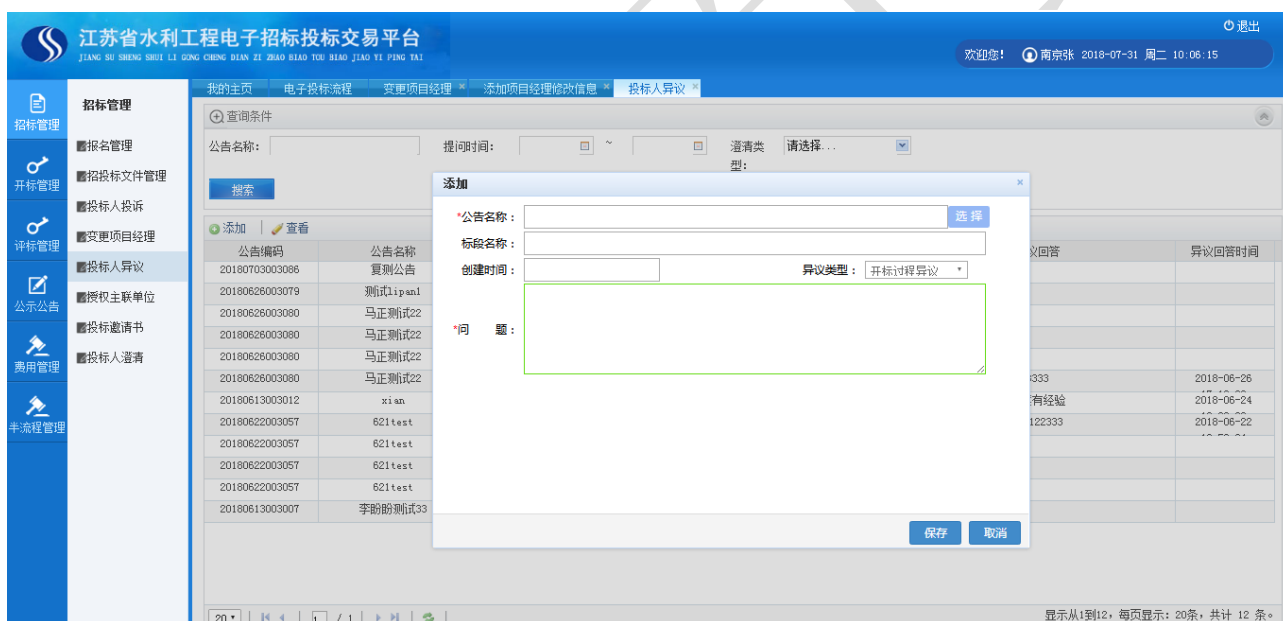 江苏省水利工程电子招标投标交易平台
JIANG SU SHENG SHUI LI GONG CHENG DIAN ZI ZHAO BIAO TOU BIAO JIAO YI PING TAI
退出
欢迎您! 南京张 2018-07-31 周二 10:06:15
我的主页 电子投标流程 变更项目经理 × 添加项目经理修改信息 × 投标人异议 ×
招标管理
开标管理
评标管理
公示公告
费用管理
半流程管理
招标管理
报名管理
招投标文件管理
投标人投诉
变更项目经理
投标人异议
授权主联单位
投标邀请书
投标人澄清
查询条件
公告名称: 提问时间: ~ 澄清类型: 请选择...
搜索
添加 查看
公告编码 公告名称 议回答 异议回答时间
20180703003086 复测公告
20180626003079 测试lipan1
20180626003080 马正测试22
20180626003080 马正测试22
20180626003080 马正测试22
20180626003080 马正测试22 333 2018-06-26
20180613003012 xian 有经验 2018-06-24
20180622003057 621test 122333 2018-06-22
20180622003057 621test
20180622003057 621test
20180622003057 621test
20180613003007 李盼盼测试33
添加 ×
*公告名称: 选择
标段名称:
创建时间: 异议类型: 开标过程异议
*问 题:
保存 取消
20 1 / 1 显示从1到12,每页显示: 20条,共计 12 条。